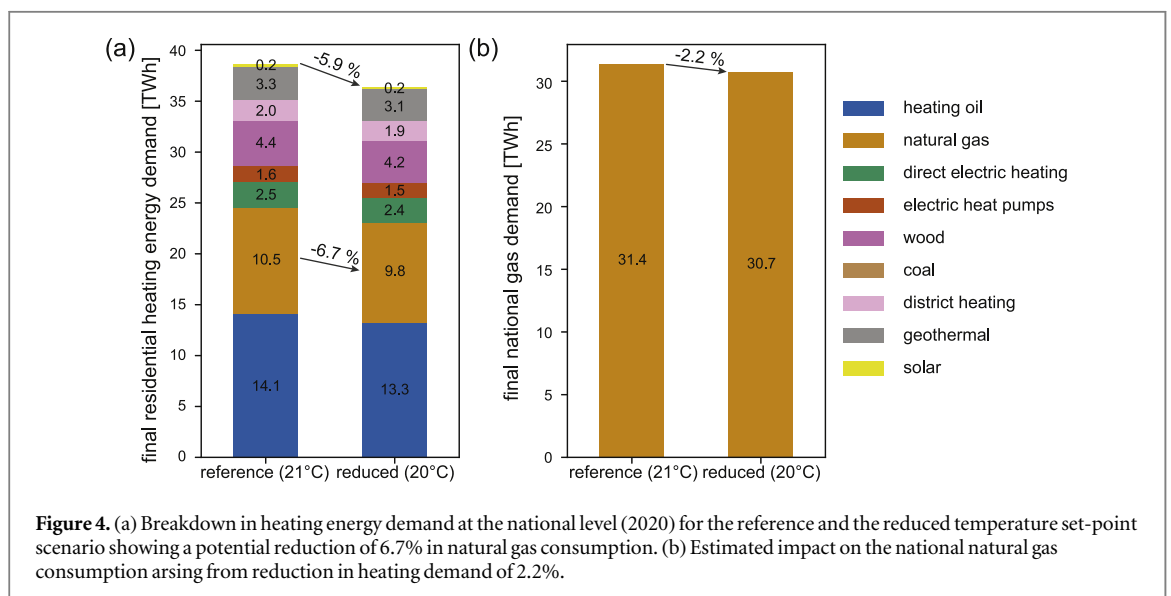 (a)
final residential heating energy demand [TWh]
40
35
30
25
20
15
10
5
0
0.2
3.3
2.0
4.4
1.6
2.5
10.5
14.1
-5.9 %
-6.7 %
0.2
3.1
1.9
4.2
1.5
2.4
9.8
13.3
reference (21°C) reduced (20°C)
(b)
final national gas demand [TWh]
30
25
20
15
10
5
0
-2.2 %
31.4
30.7
reference (21°C) reduced (20°C)
heating oil
natural gas
direct electric heating
electric heat pumps
wood
coal
district heating
geothermal
solar
Figure 4. (a) Breakdown in heating energy demand at the national level (2020) for the reference and the reduced temperature set-point
scenario showing a potential reduction of 6.7% in natural gas consumption. (b) Estimated impact on the national natural gas
consumption arsing from reduction in heating demand of 2.2%.